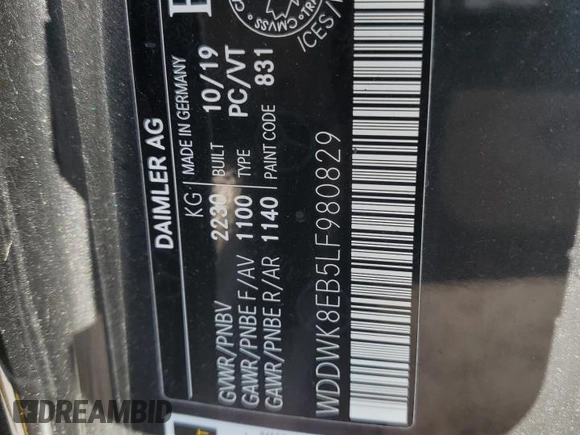 DAIMLER AG
KG MADE IN GERMANY
GVWR/PNBV 2230 BUILT 10/19
GAWR/PNBE F/AV 1100 TYPE PC/VT
GAWR/PNBE R/AR 1140 PAINT CODE 831
WDDWK8EB5LF980829
CMVSS
DREAMBID